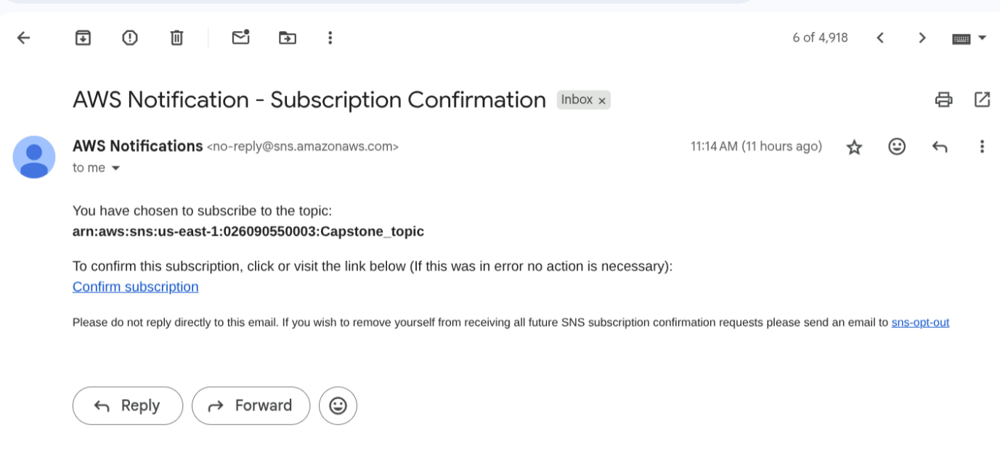 6 of 4,918
AWS Notification - Subscription Confirmation Inbox ×
AWS Notifications <no-reply@sns.amazonaws.com> 11:14 AM (11 hours ago)
to me
You have chosen to subscribe to the topic:
arn:aws:sns:us-east-1:026090550003:Capstone_topic
To confirm this subscription, click or visit the link below (If this was in error no action is necessary):
Confirm subscription
Please do not reply directly to this email. If you wish to remove yourself from receiving all future SNS subscription confirmation requests please send an email to sns-opt-out
Reply Forward